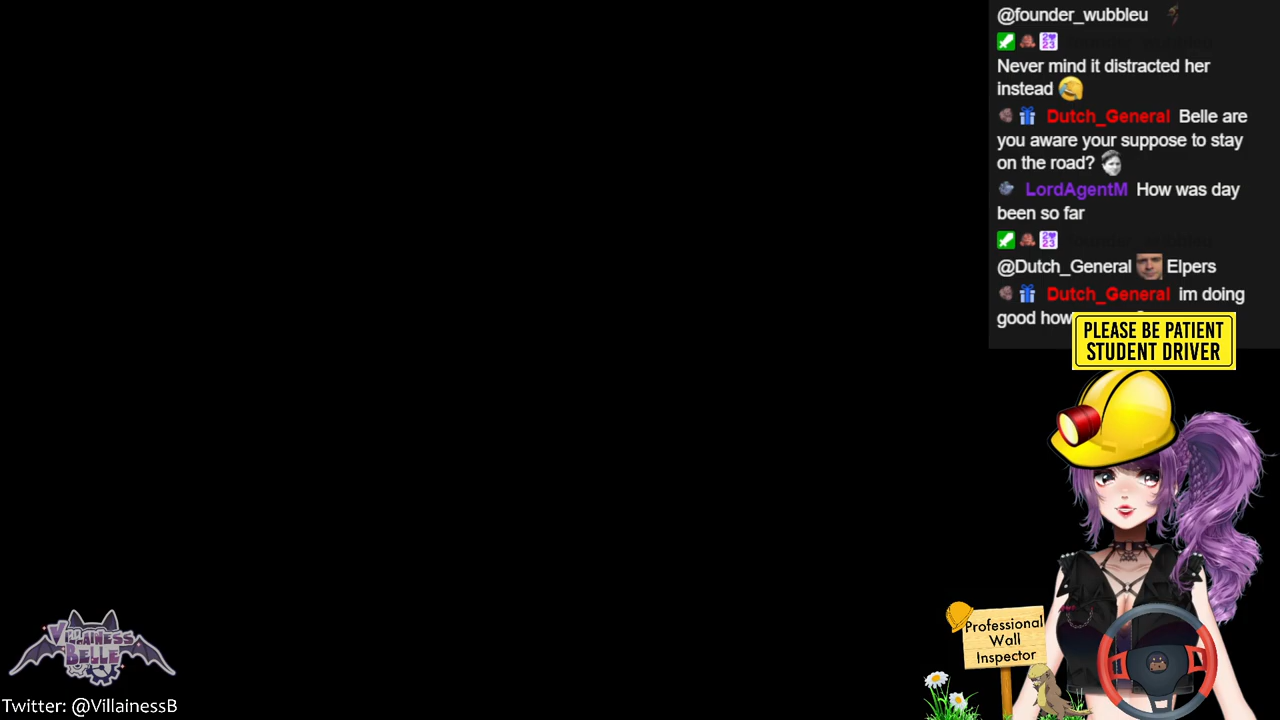 @founder_wubbleu
Never mind it distracted her
instead
Dutch_General Belle are
you aware your suppose to stay
on the road?
LordAgentM How was day
been so far
@Dutch_General Elpers
Dutch_General im doing
good how
PLEASE BE PATIENT
STUDENT DRIVER
Professional
Wall
Inspector
VILLAINESS
BELLE
Twitter: @VillainessB